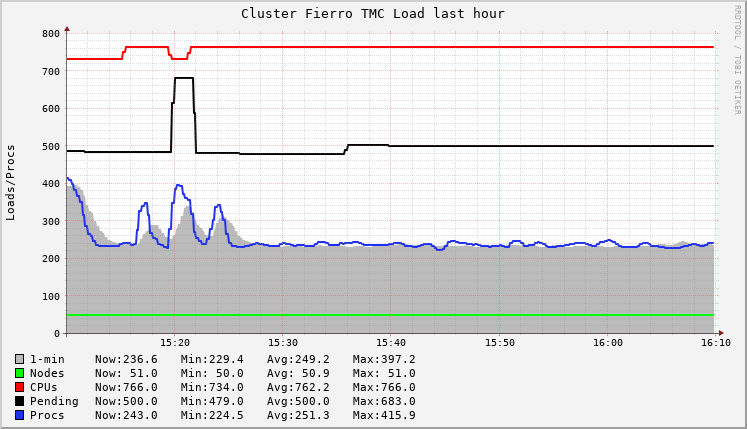 Cluster Fierro TMC Load last hour
RRDTOOL / TOBI OETIKER
Loads/Procs
800
700
600
500
400
300
200
100
0
15:20 15:30 15:40 15:50 16:00 16:10
1-min Now:236.6 Min:229.4 Avg:249.2 Max:397.2
Nodes Now: 51.0 Min: 50.0 Avg: 50.9 Max: 51.0
CPUs Now:766.0 Min:734.0 Avg:762.2 Max:766.0
Pending Now:500.0 Min:479.0 Avg:500.0 Max:683.0
Procs Now:243.0 Min:224.5 Avg:251.3 Max:415.9